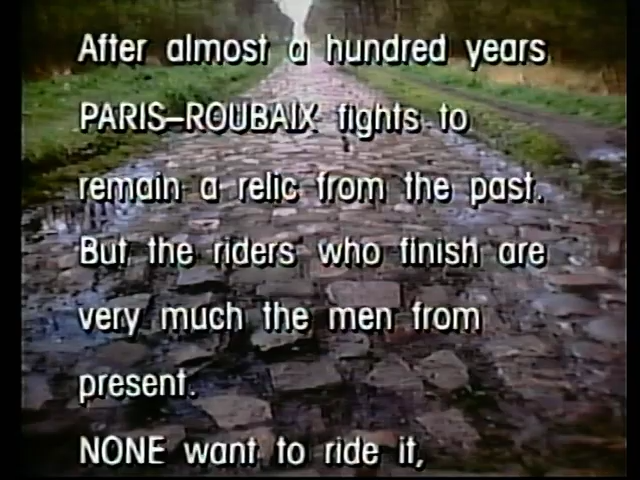 After almost a hundred years
PARIS-ROUBAIX fights to
remain a relic from the past.
But the riders who finish are
very much the men from
present.
NONE want to ride it,